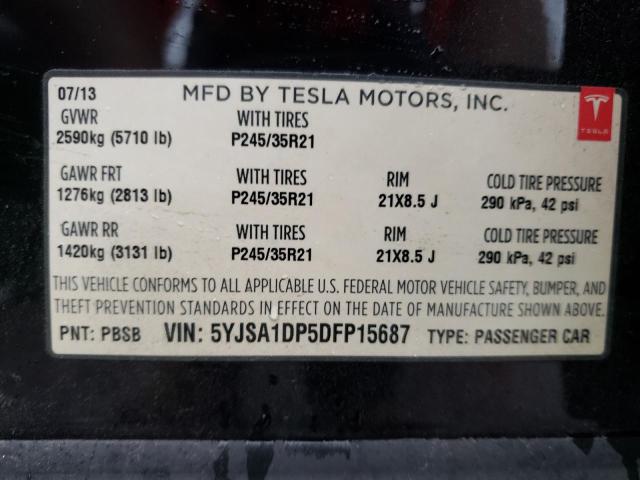 07/13 MFD BY TESLA MOTORS, INC.
TESLA
GVWR WITH TIRES
2590kg (5710 lb) P245/35R21
GAWR FRT WITH TIRES RIM COLD TIRE PRESSURE
1276kg (2813 lb) P245/35R21 21X8.5 J 290 kPa, 42 psi
GAWR RR WITH TIRES RIM COLD TIRE PRESSURE
1420kg (3131 lb) P245/35R21 21X8.5 J 290 kPa, 42 psi
THIS VEHICLE CONFORMS TO ALL APPLICABLE U.S. FEDERAL MOTOR VEHICLE SAFETY, BUMPER, AND
THEFT PREVENTION STANDARDS IN EFFECT ON THE DATE OF MANUFACTURE SHOWN ABOVE.
PNT: PBSB VIN: 5YJSA1DP5DFP15687 TYPE: PASSENGER CAR